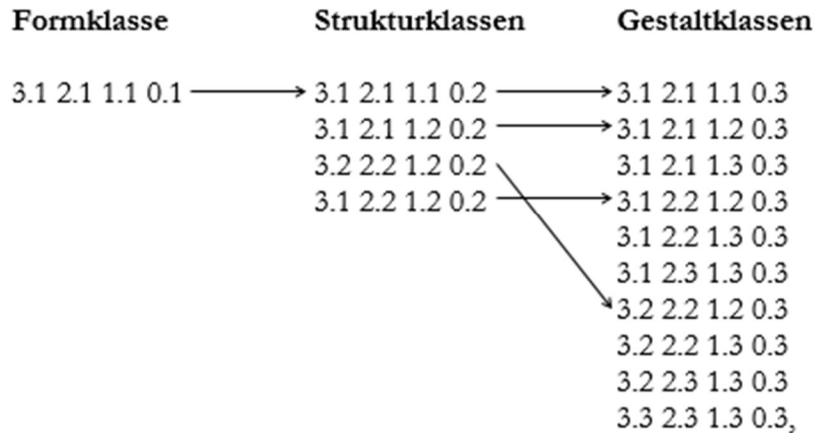 Formklasse Strukturklassen Gestaltklassen
3.1 2.1 1.1 0.1 3.1 2.1 1.1 0.2 3.1 2.1 1.1 0.3
3.1 2.1 1.2 0.2 3.1 2.1 1.2 0.3
3.2 2.2 1.2 0.2 3.1 2.1 1.3 0.3
3.1 2.2 1.2 0.2 3.1 2.2 1.2 0.3
3.1 2.2 1.3 0.3
3.1 2.3 1.3 0.3
3.2 2.2 1.2 0.3
3.2 2.2 1.3 0.3
3.2 2.3 1.3 0.3
3.3 2.3 1.3 0.3,